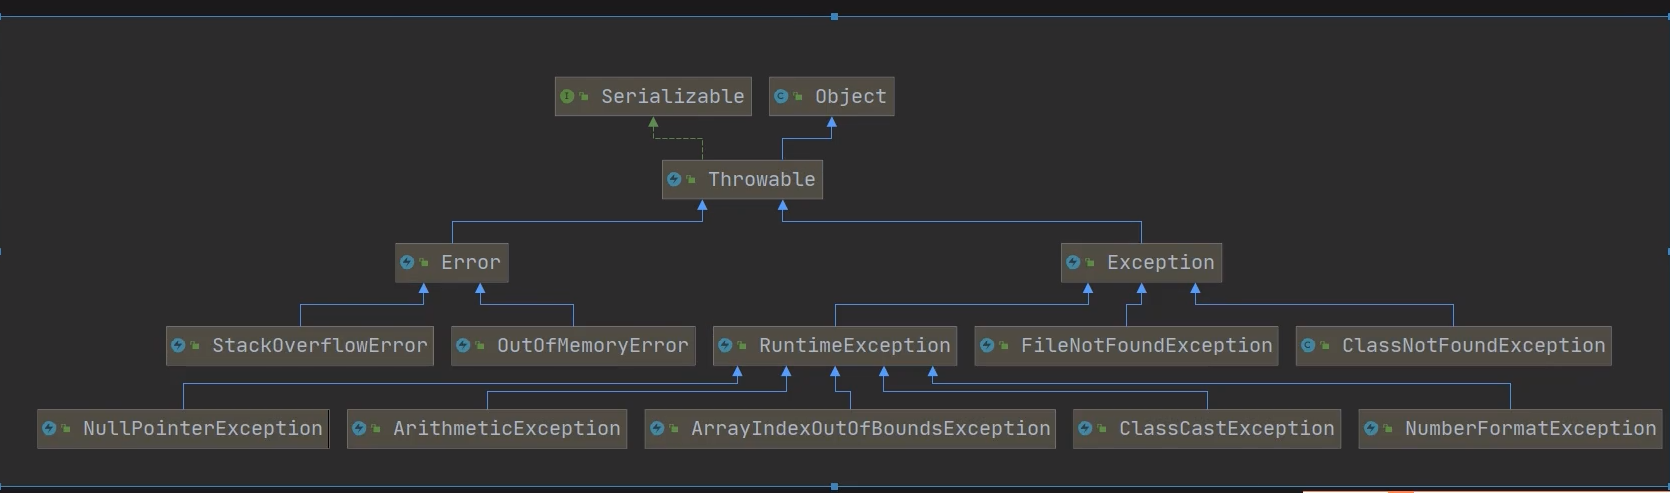 Serializable
Object
Throwable
Error
Exception
StackOverflowError
OutOfMemoryError
RuntimeException
FileNotFoundException
ClassNotFoundException
NullPointerException
ArithmeticException
ArrayIndexOutOfBoundsException
ClassCastException
NumberFormatException